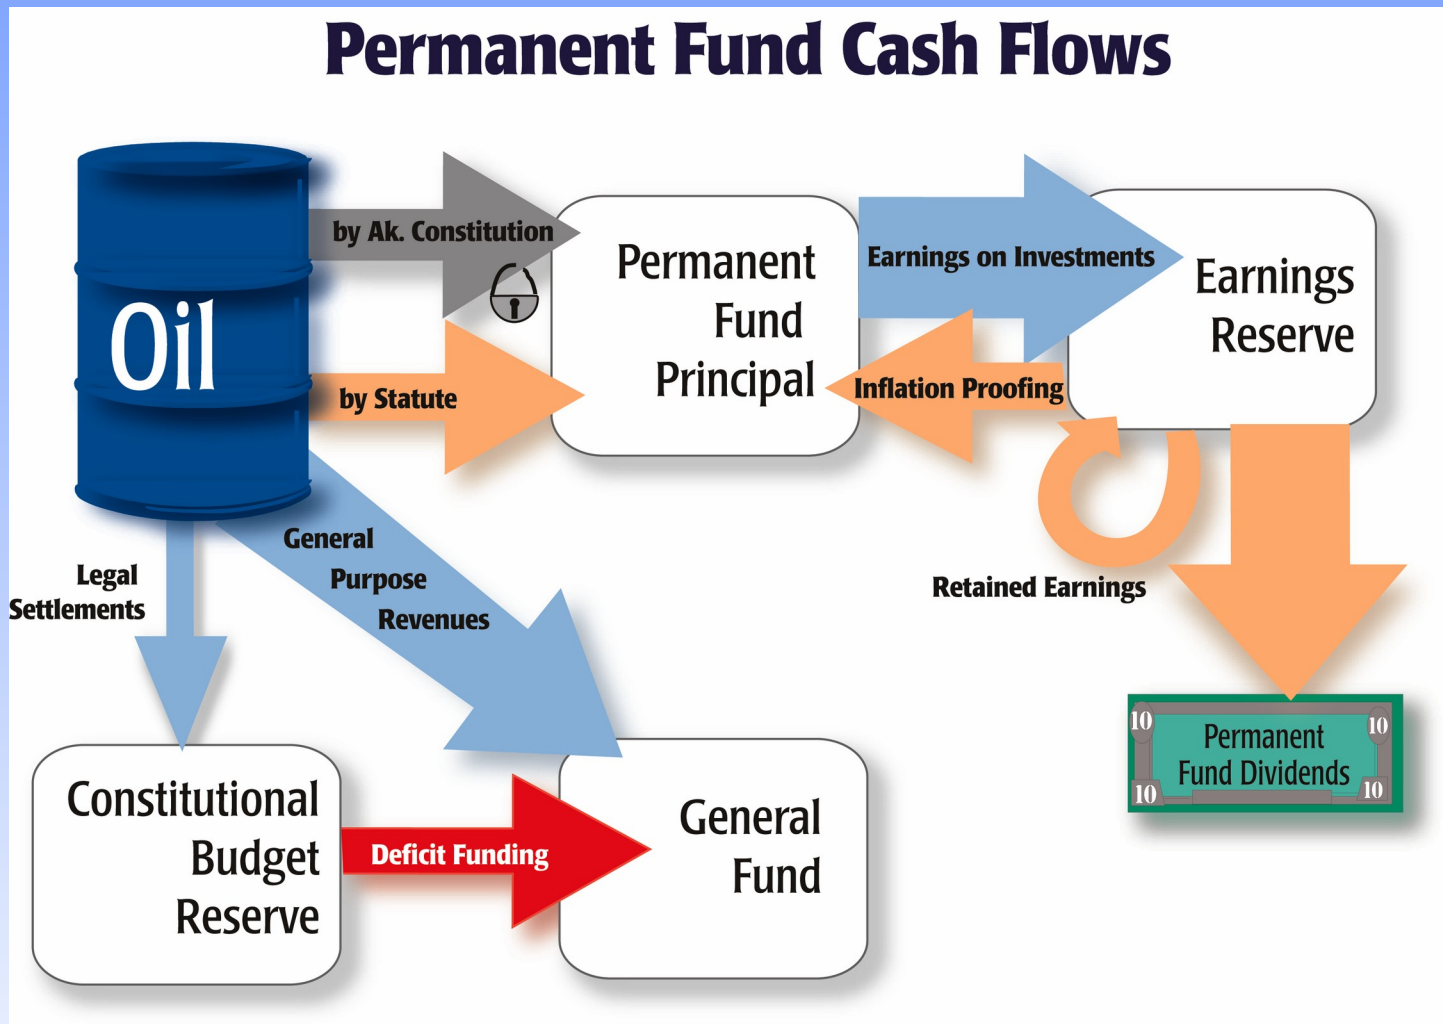 Permanent Fund Cash Flows
Oil
by Ak. Constitution
by Statute
Permanent
Fund
Principal
Earnings on Investments
Inflation Proofing
Earnings
Reserve
Retained Earnings
General
Purpose
Revenues
Legal
Settlements
Constitutional
Budget
Reserve
Deficit Funding
General
Fund
10
10
Permanent
Fund Dividends
10
10